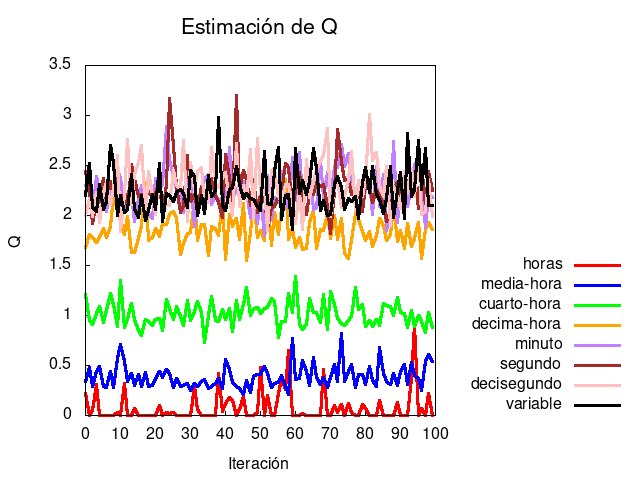 Estimación de Q
3.5
3
2.5
2
1.5
1
0.5
0
Q
0 10 20 30 40 50 60 70 80 90 100
Iteración
horas
media-hora
cuarto-hora
decima-hora
minuto
segundo
decisegundo
variable